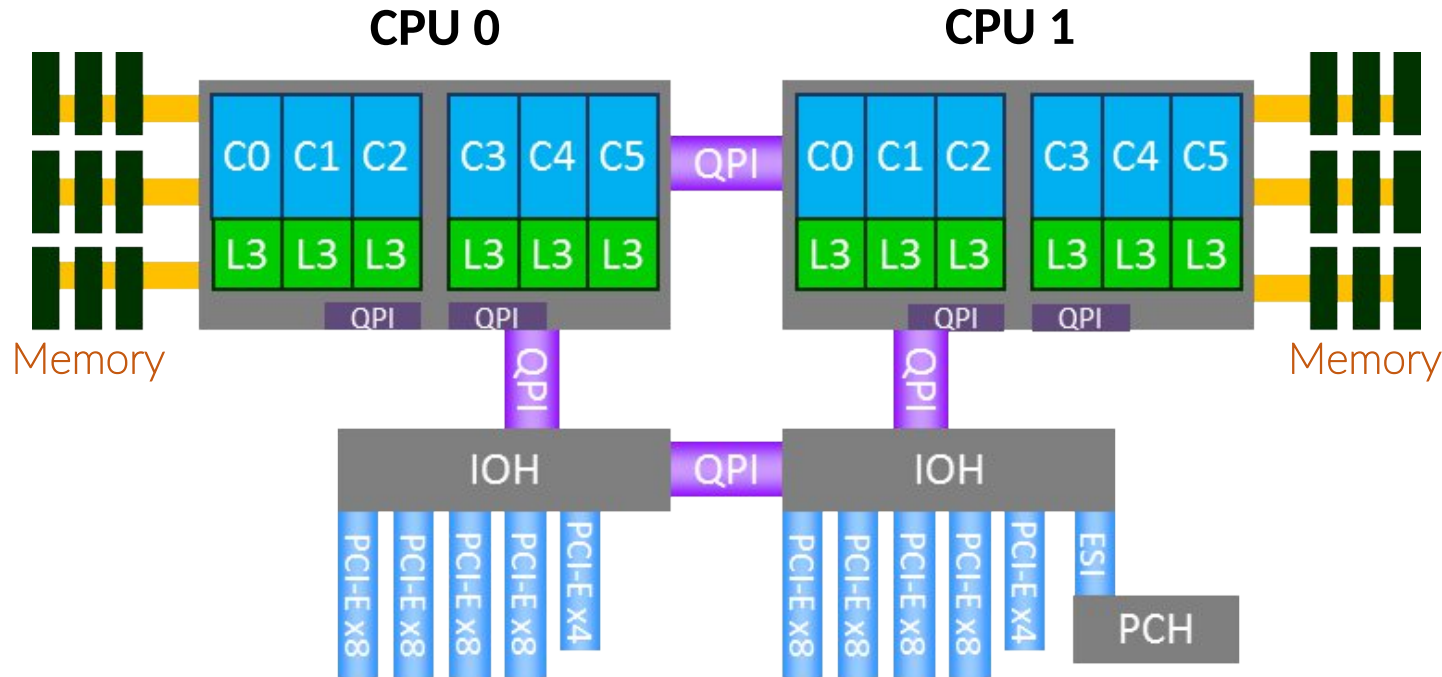 CPU 0 CPU 1
C0 C1 C2 C3 C4 C5 QPI C0 C1 C2 C3 C4 C5
L3 L3 L3 L3 L3 L3 L3 L3 L3 L3 L3 L3
QPI QPI QPI QPI
Memory Memory
QPI QPI
IOH QPI IOH
PCI-E x8 PCI-E x8 PCI-E x8 PCI-E x8 PCI-E x4 PCI-E x8 PCI-E x8 PCI-E x8 PCI-E x8 PCI-E x4 ESI
PCH